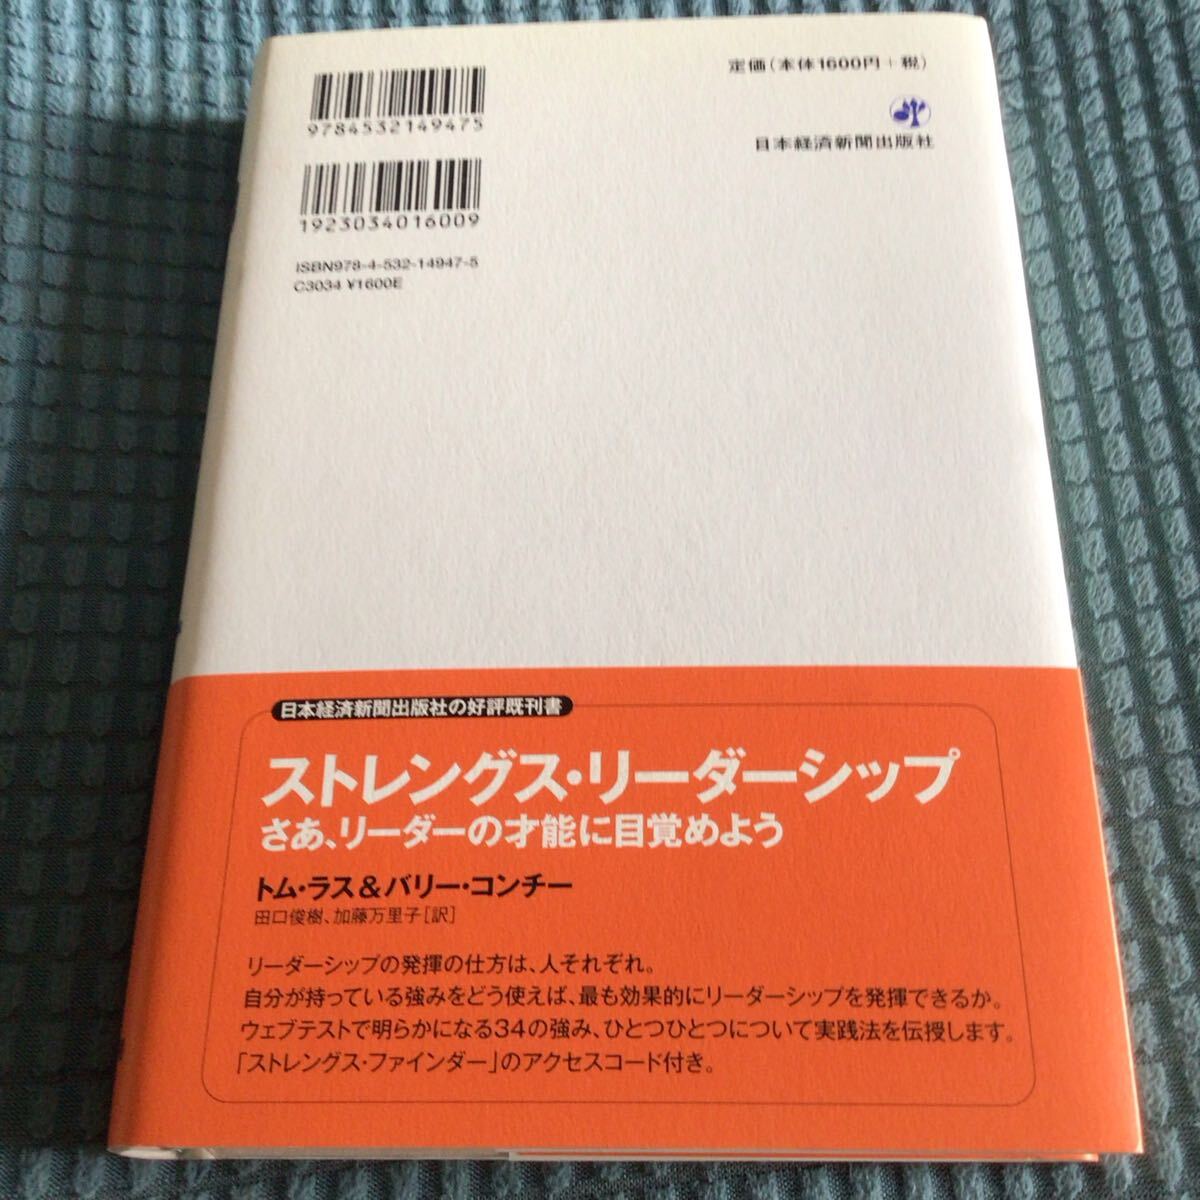 9784532149475
1923034016009
ISBN978-4-532-14947-5
C3034 ¥1600E
定価(本体1600円+税)
日本経済新聞出版社
日本経済新聞出版社の好評既刊書
ストレングス・リーダーシップ
さあ、リーダーの才能に目覚めよう
トム・ラス&バリー・コンチー
田口俊樹、加藤万里子[訳]
リーダーシップの発揮の仕方は、人それぞれ。
自分が持っている強みをどう使えば、最も効果的にリーダーシップを発揮できるか。
ウェブテストで明らかになる34の強み、ひとつひとつについて実践法を伝授します。
「ストレングス・ファインダー」のアクセスコード付き。